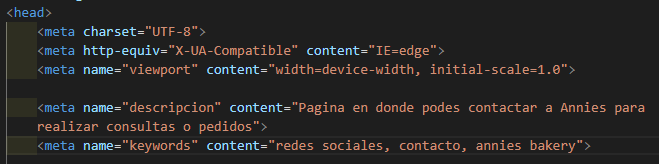 <head>
<meta charset="UTF-8">
<meta http-equiv="X-UA-Compatible" content="IE=edge">
<meta name="viewport" content="width=device-width, initial-scale=1.0">
<meta name="descripcion" content="Pagina en donde podes contactar a Annies para
realizar consultas o pedidos">
<meta name="keywords" content="redes sociales, contacto, annies bakery">